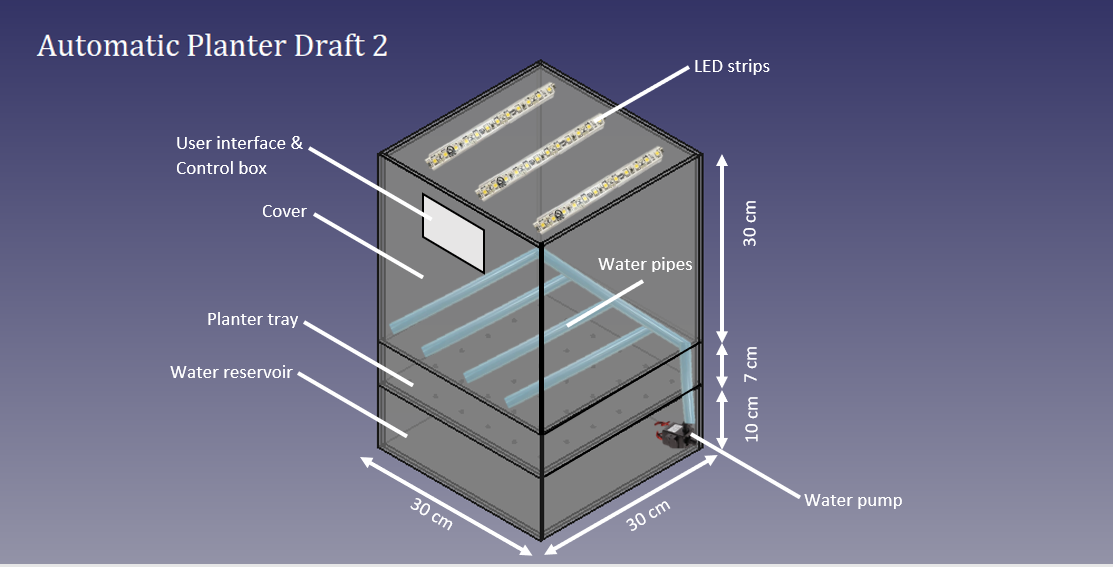 Automatic Planter Draft 2
LED strips
User interface &
Control box
Cover
30 cm
Water pipes
Planter tray
7 cm
Water reservoir
10 cm
Water pump
30 cm
30 cm